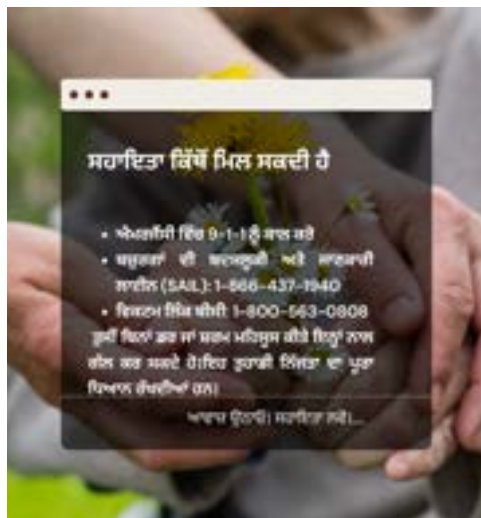 ਸਹਾਇਤਾ ਕਿੱਥੋਂ ਮਿਲ ਸਕਦੀ ਹੈ
• ਐਮਰਜੈਂਸੀ ਵਿੱਚ 9-1-1 ਨੂੰ ਕਾਲ ਕਰੋ
• ਬਜ਼ੁਰਗਾਂ ਦੀ ਬਦਸਲੂਕੀ ਅਤੇ ਜਾਣਕਾਰੀ
ਲਾਈਨ (SAIL): 1-866-437-1940
• ਵਿਕਟਮ ਲਿੰਕ ਬੀਸੀ: 1-800-563-0808
ਤੁਸੀਂ ਬਿਨਾਂ ਡਰ ਜਾਂ ਸ਼ਰਮ ਮਹਿਸੂਸ ਕੀਤੇ ਇਨ੍ਹਾਂ ਨਾਲ
ਗੱਲ ਕਰ ਸਕਦੇ ਹੋ।ਇਹ ਤੁਹਾਡੀ ਨਿੱਜਤਾ ਦਾ ਪੂਰਾ
ਧਿਆਨ ਰੱਖਦੀਆਂ ਹਨ।
ਆਵਾਜ਼ ਉਠਾਓ। ਸਹਾਇਤਾ ਲਵੋ।...